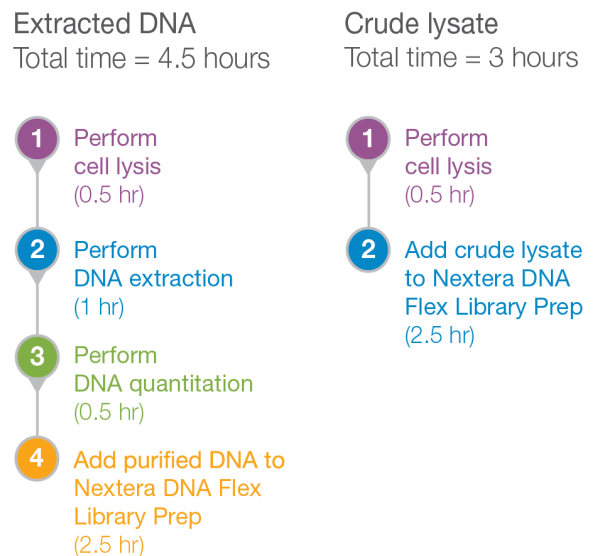 Extracted DNA
Total time = 4.5 hours
1
Perform
cell lysis
(0.5 hr)
2
Perform
DNA extraction
(1 hr)
3
Perform
DNA quantitation
(0.5 hr)
4
Add purified DNA to
Nextera DNA Flex
Library Prep
(2.5 hr)
Crude lysate
Total time = 3 hours
1
Perform
cell lysis
(0.5 hr)
2
Add crude lysate
to Nextera DNA
Flex Library Prep
(2.5 hr)